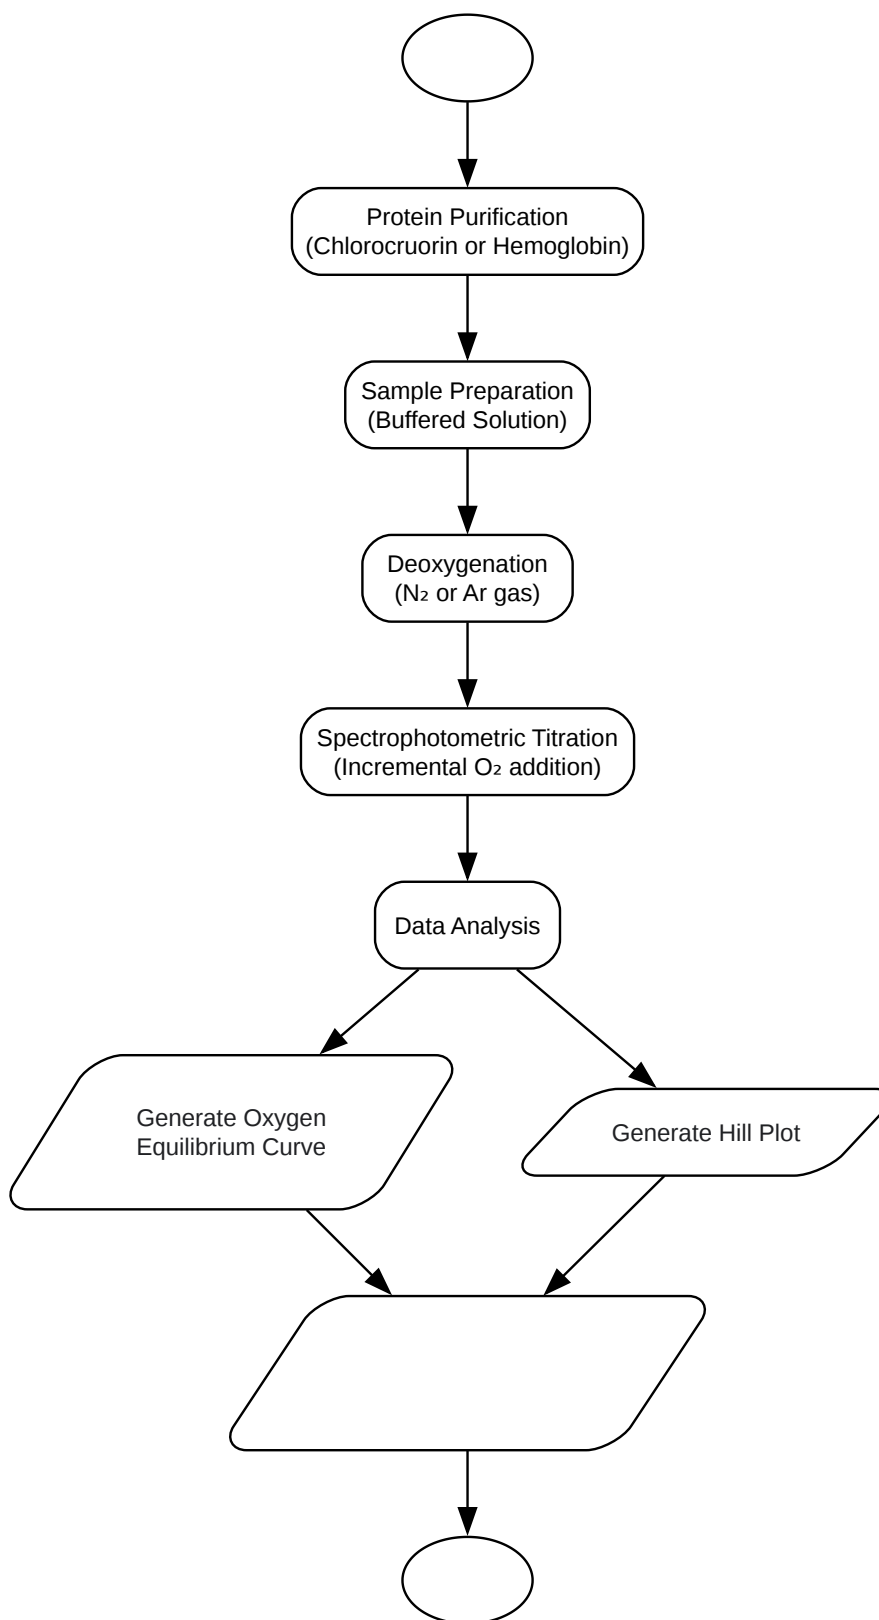 Protein Purification
(Chlorocruorin or Hemoglobin)
Sample Preparation
(Buffered Solution)
Deoxygenation
(N₂ or Ar gas)
Spectrophotometric Titration
(Incremental O₂ addition)
Data Analysis
Generate Oxygen
Equilibrium Curve
Generate Hill Plot